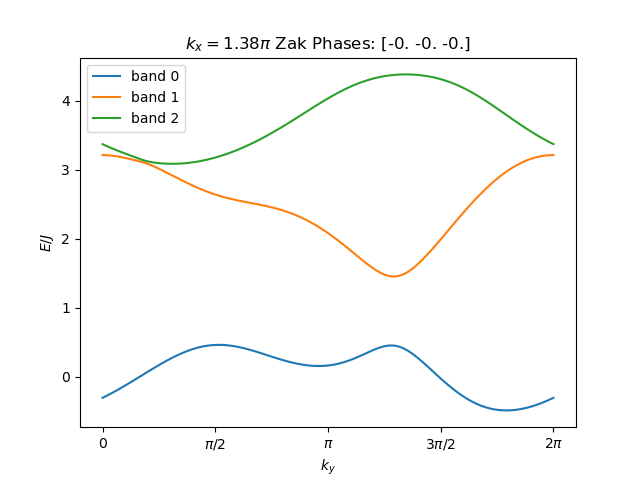 $k_x = 1.38\pi$ Zak Phases: [-0. -0. -0.]
band 0
band 1
band 2
4
3
2
1
0
E/J
0
π/2
π
3π/2
2π
$k_y$